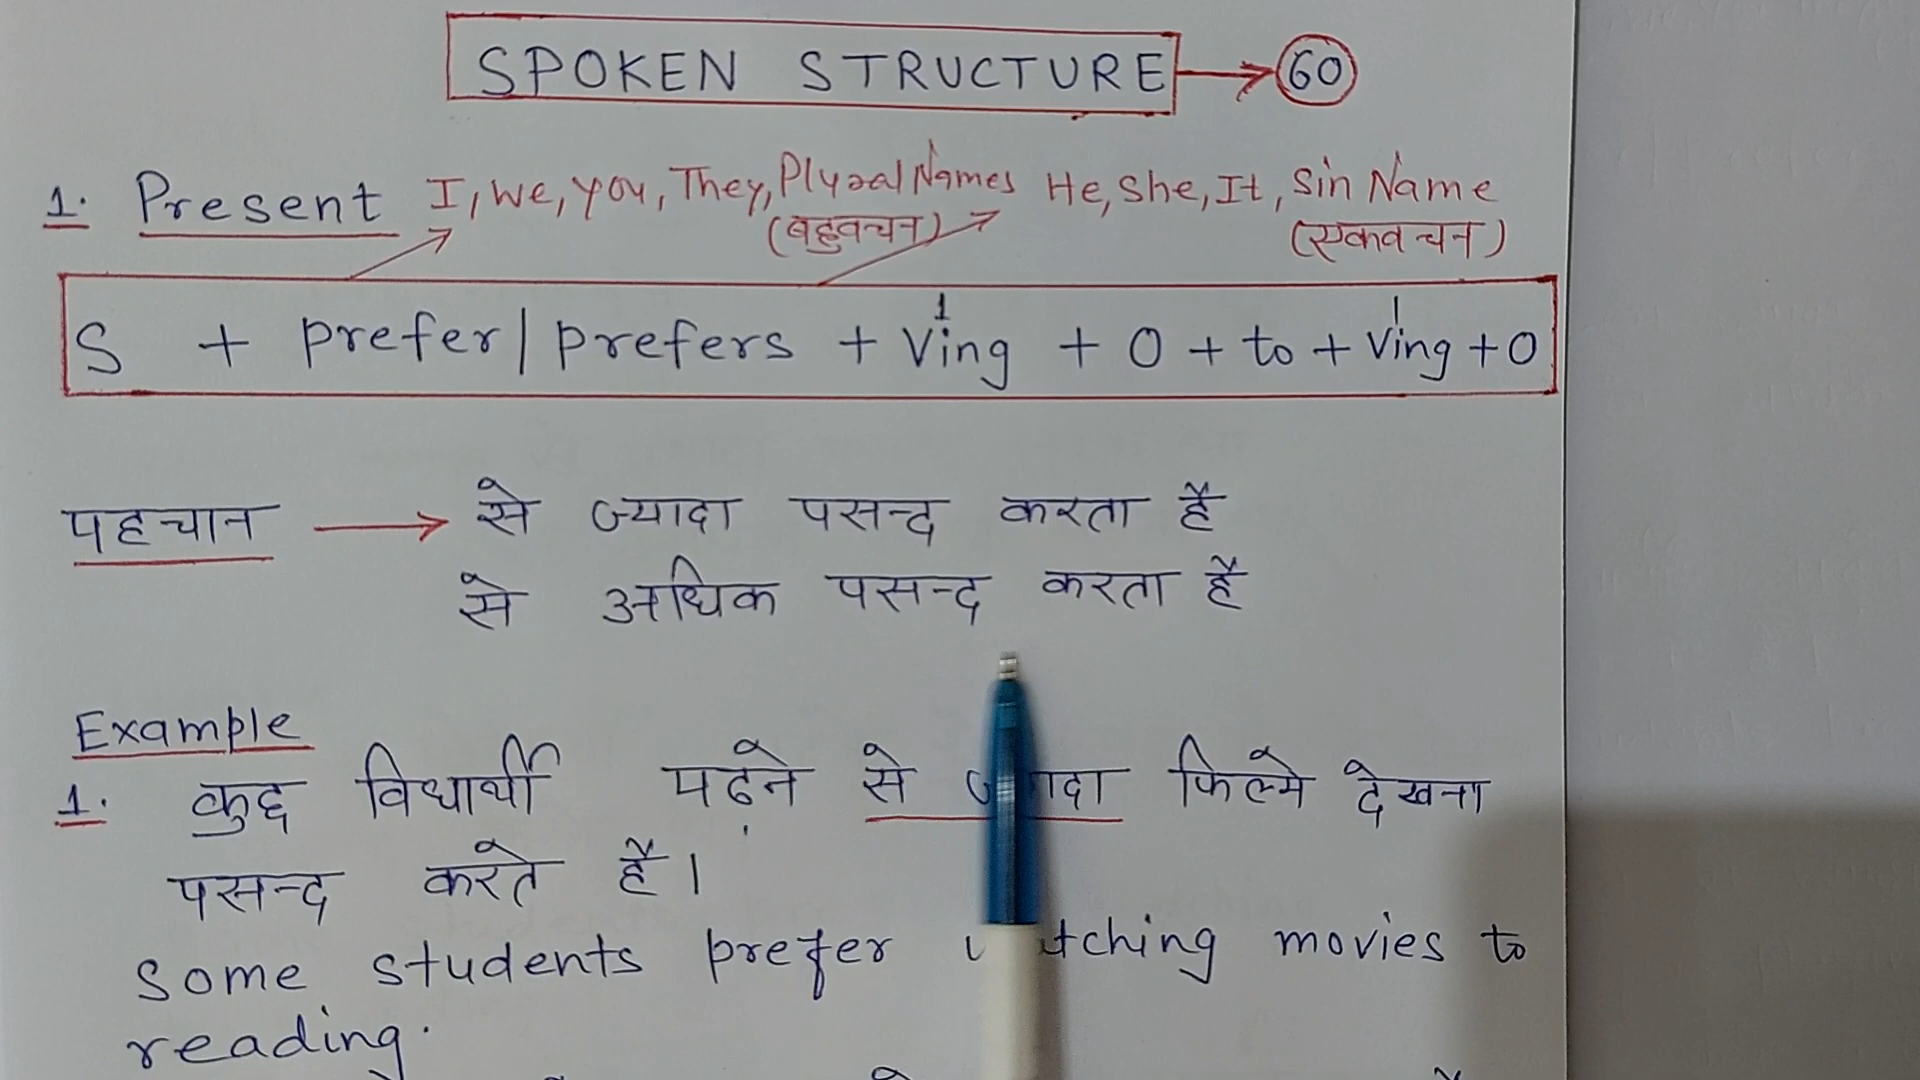 SPOKEN STRUCTURE → 60
1. Present I, We, you, They, Plural Names He, She, It, Sin Name
(बहुवचन) (एकवचन)
S + prefer/prefers + V1ing + O + to + V1ing + O
पहचान → से ज्यादा पसन्द करता है
से अधिक पसन्द करता है
Example
1. कुछ विधार्थी पढ़ने से ज्यादा फिल्मे देखना
पसन्द करते है।
Some students prefer watching movies to
reading.